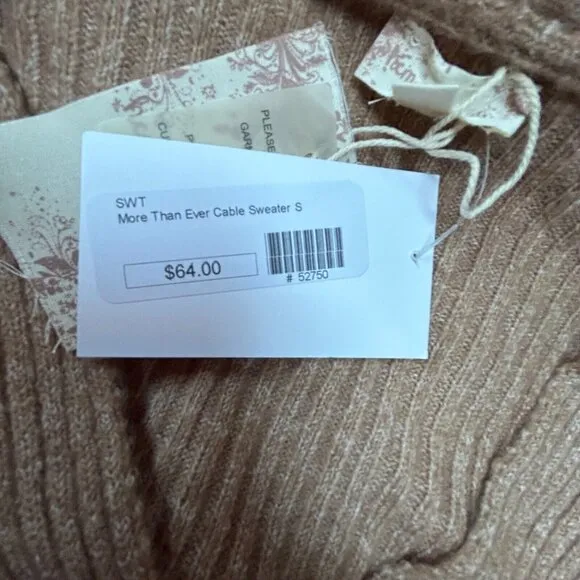 SWT
More Than Ever Cable Sweater S
$64.00
# 52750
PLEASE
GAR
CU